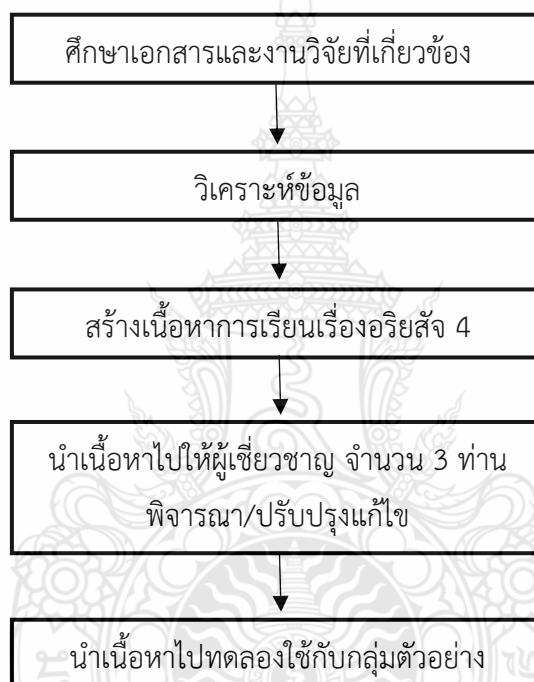 ศึกษาเอกสารและงานวิจัยที่เกี่ยวข้อง
วิเคราะห์ข้อมูล
สร้างเนื้อหาการเรียนเรื่องอริยสัจ 4
นำเนื้อหาไปให้ผู้เชี่ยวชาญ จำนวน 3 ท่าน
พิจารณา/ปรับปรุงแก้ไข
นำเนื้อหาไปทดลองใช้กับกลุ่มตัวอย่าง